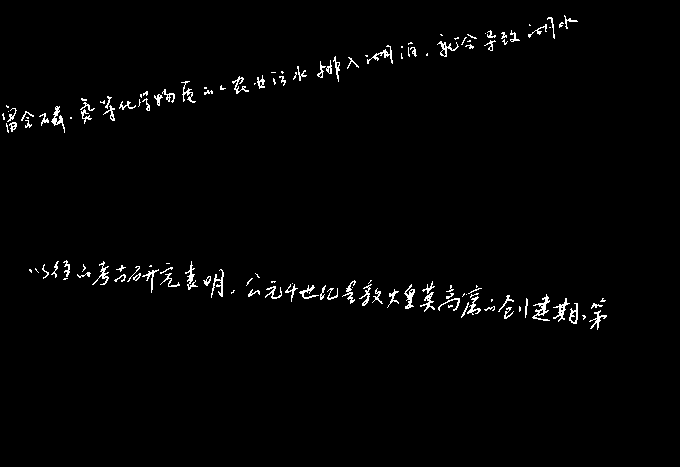 富含磷、氮等化学物质的农业污水排入湖泊,就会导致湖水
以往的考古研究表明,公元4世纪是敦煌莫高窟的创建期,第